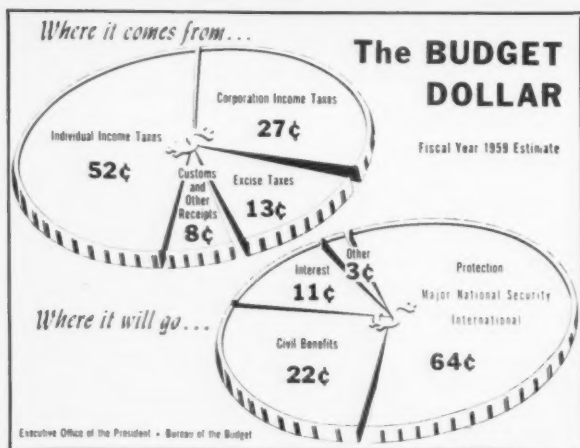 Where it comes from...
The BUDGET
DOLLAR
Fiscal Year 1959 Estimate
Corporation Income Taxes
27¢
Individual Income Taxes
52¢
Customs
and
Other
Receipts
8¢
Excise Taxes
13¢
Where it will go...
Other
3¢
Interest
11¢
Protection
Major National Security
International
64¢
Civil Benefits
22¢
Executive Office of the President • Bureau of the Budget